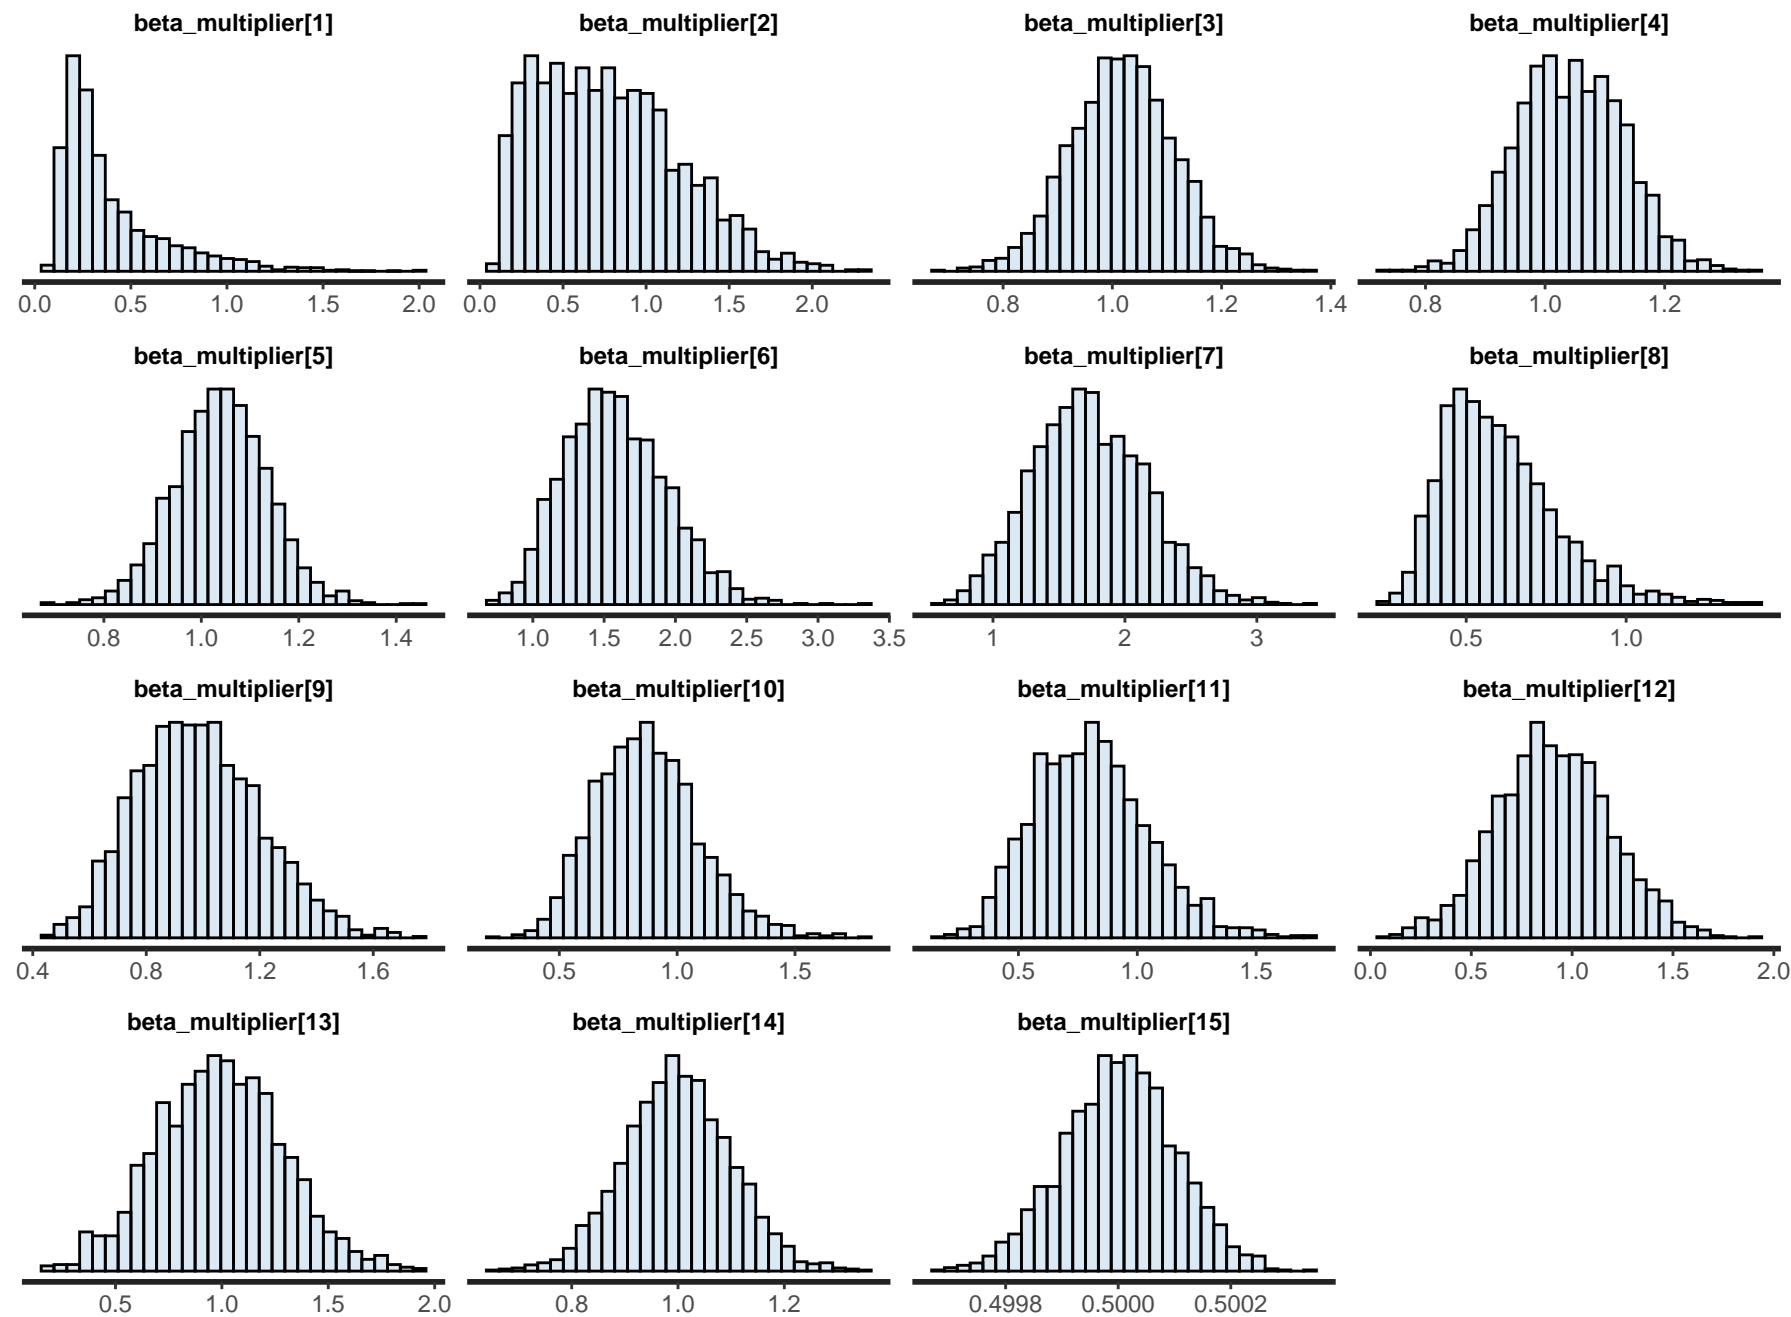 beta_multiplier[1] beta_multiplier[2] beta_multiplier[3] beta_multiplier[4]
0.0 0.5 1.0 1.5 2.0 0.0 0.5 1.0 1.5 2.0 0.8 1.0 1.2 1.4 0.8 1.0 1.2
beta_multiplier[5] beta_multiplier[6] beta_multiplier[7] beta_multiplier[8]
0.8 1.0 1.2 1.4 1.0 1.5 2.0 2.5 3.0 3.5 1 2 3 0.5 1.0
beta_multiplier[9] beta_multiplier[10] beta_multiplier[11] beta_multiplier[12]
0.4 0.8 1.2 1.6 0.5 1.0 1.5 0.5 1.0 1.5 0.0 0.5 1.0 1.5 2.0
beta_multiplier[13] beta_multiplier[14] beta_multiplier[15]
0.5 1.0 1.5 2.0 0.8 1.0 1.2 0.4998 0.5000 0.5002